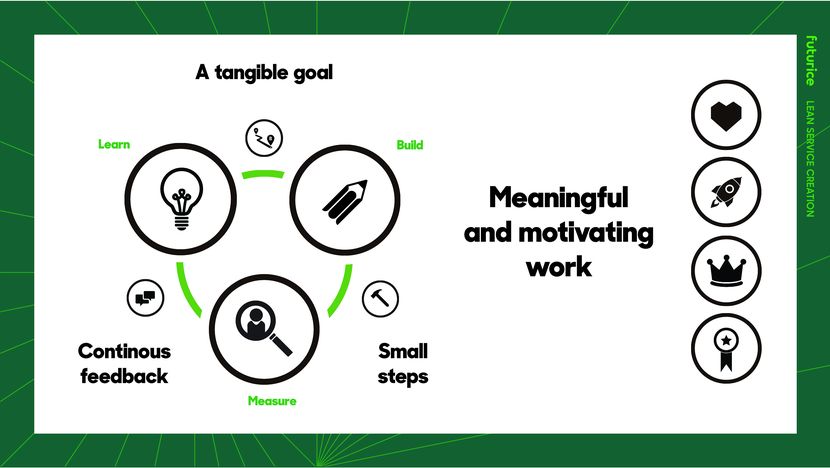 A tangible goal
Learn
Build
Meaningful
and motivating
work
Continous
feedback
Small
steps
Measure
futurice
LEAN SERVICE CREATION